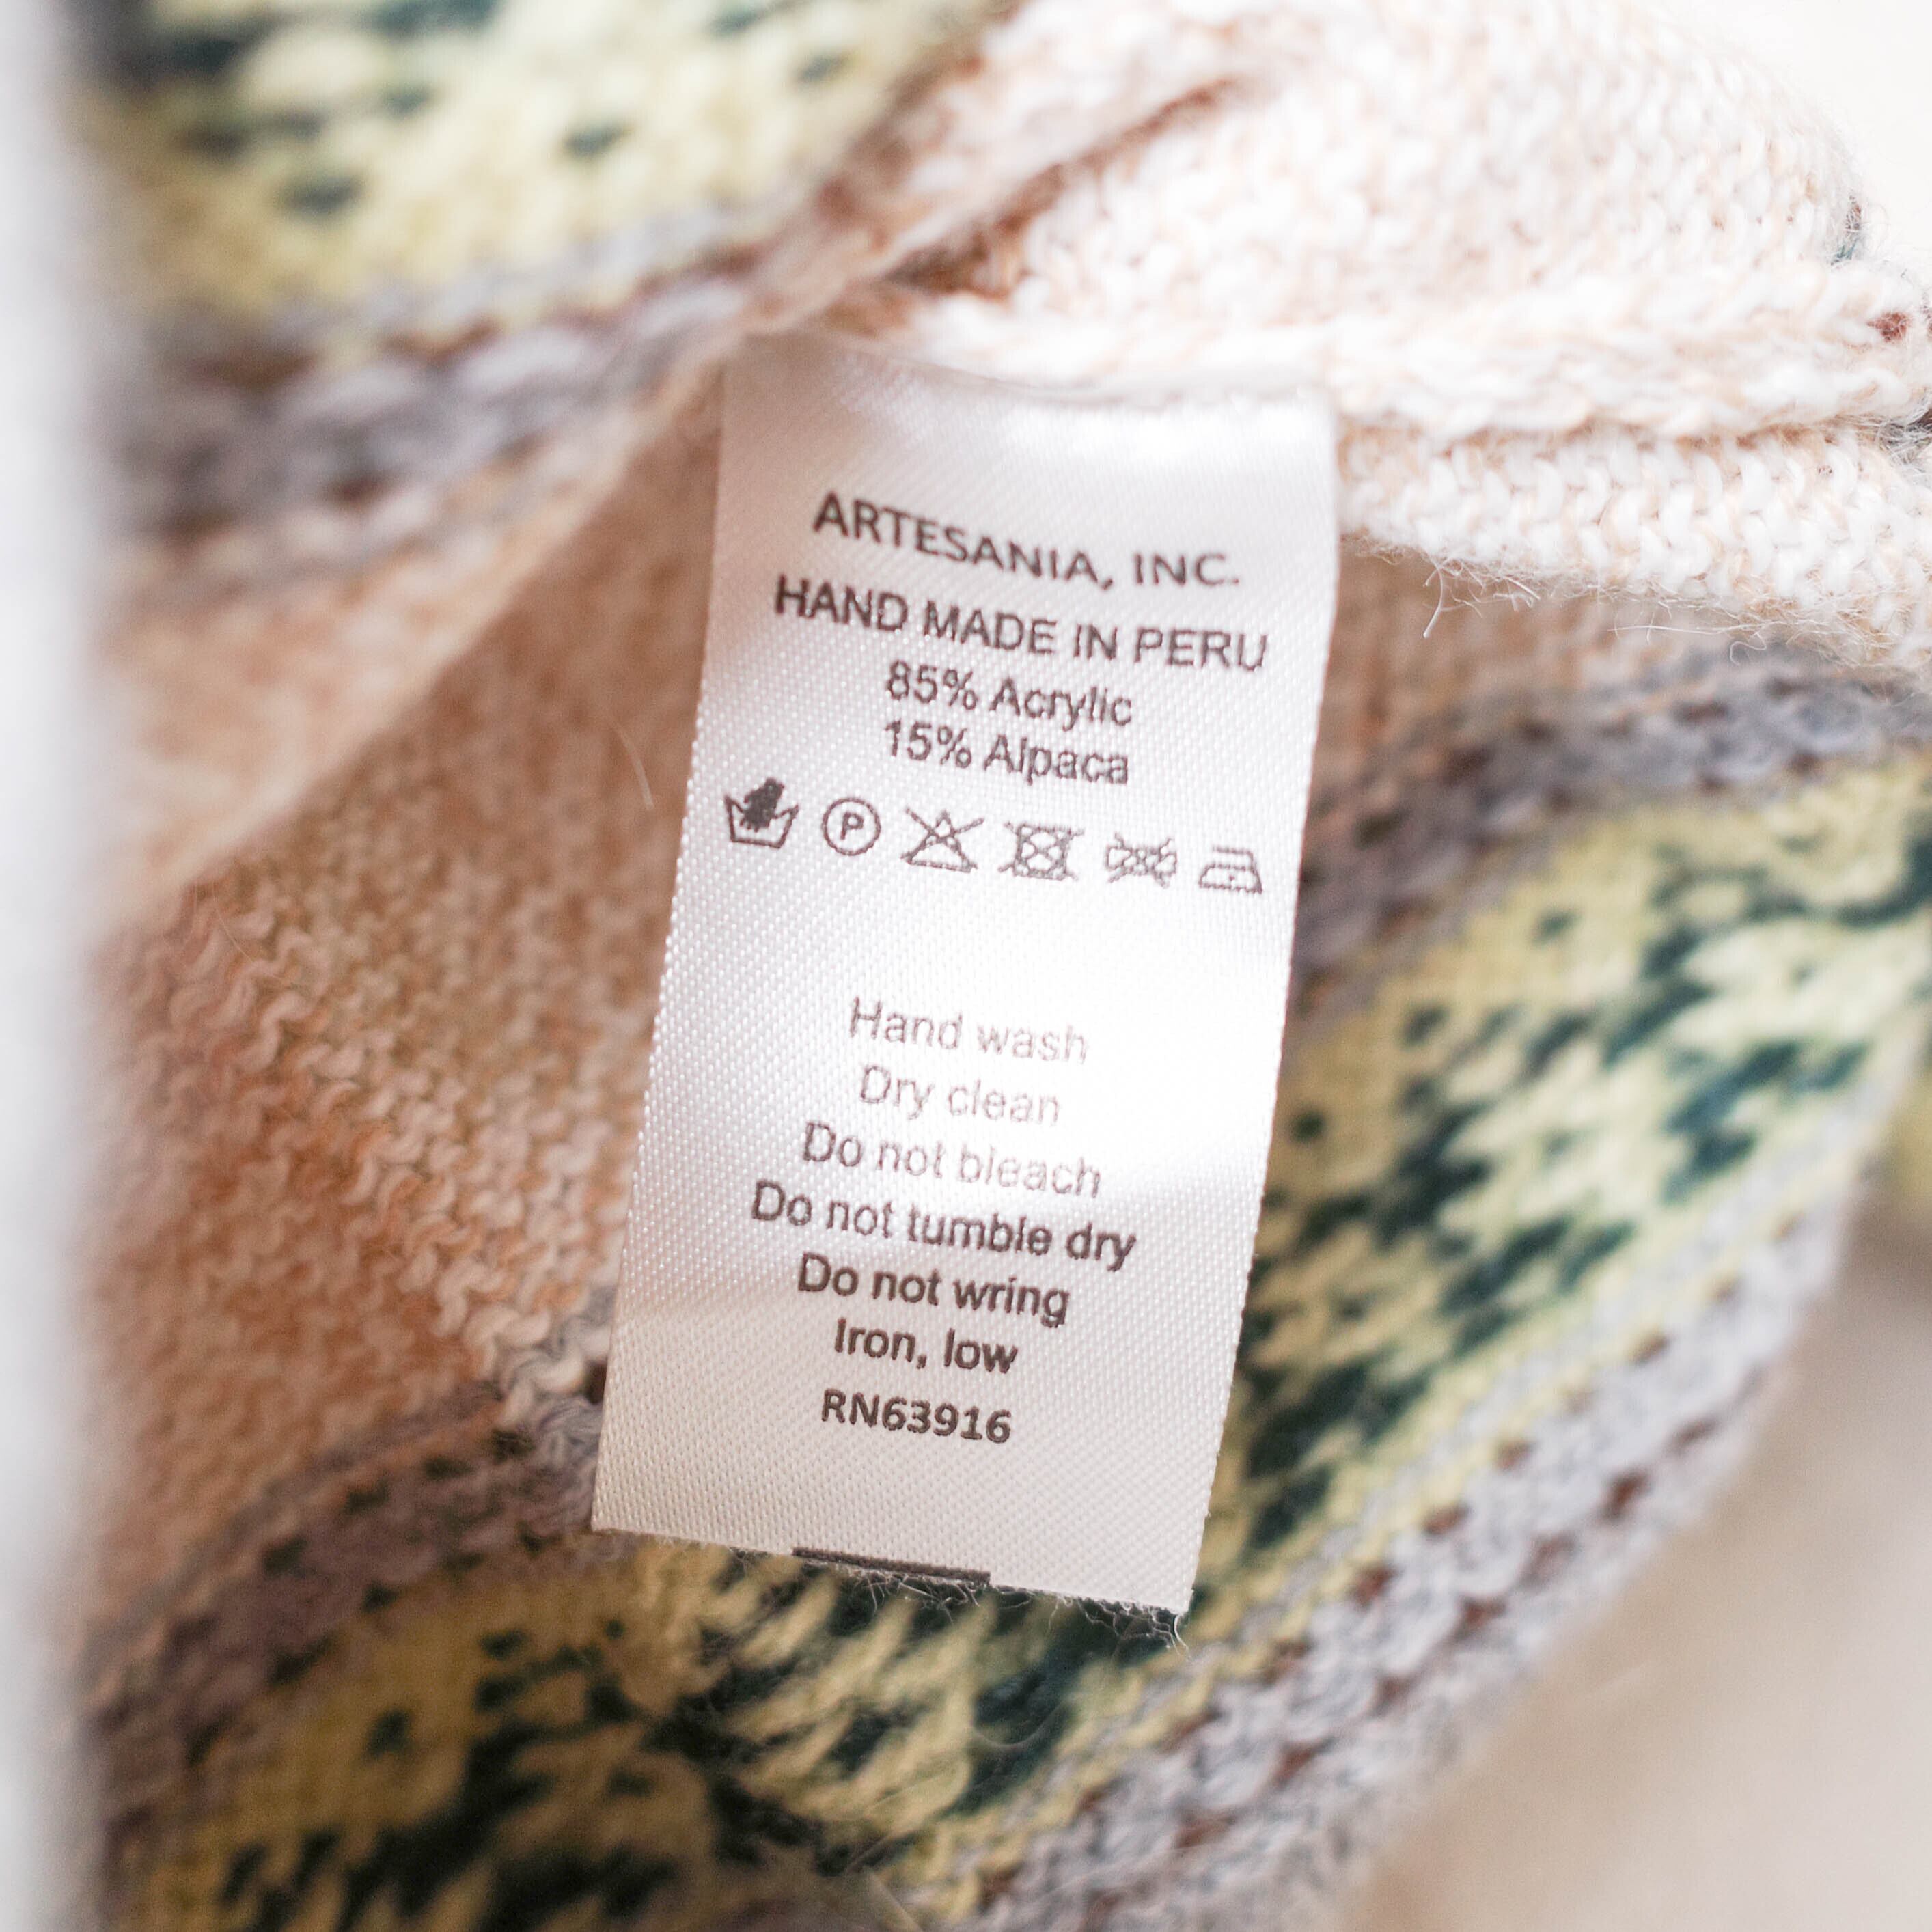 ARTESANIA, INC.
HAND MADE IN PERU
85% Acrylic
15% Alpaca
P
Hand wash
Dry clean
Do not bleach
Do not tumble dry
Do not wring
Iron, low
RN63916